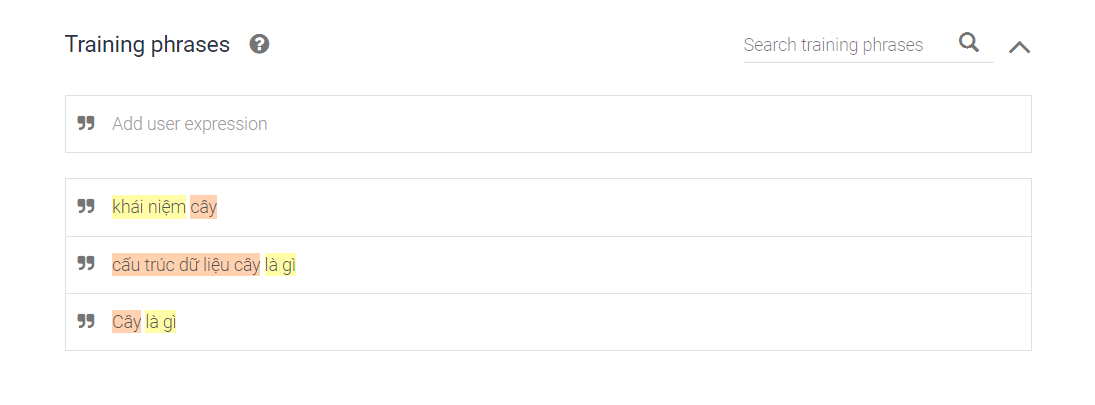 Training phrases
Search training phrases
Add user expression
khái niệm cây
cấu trúc dữ liệu cây là gì
Cây là gì